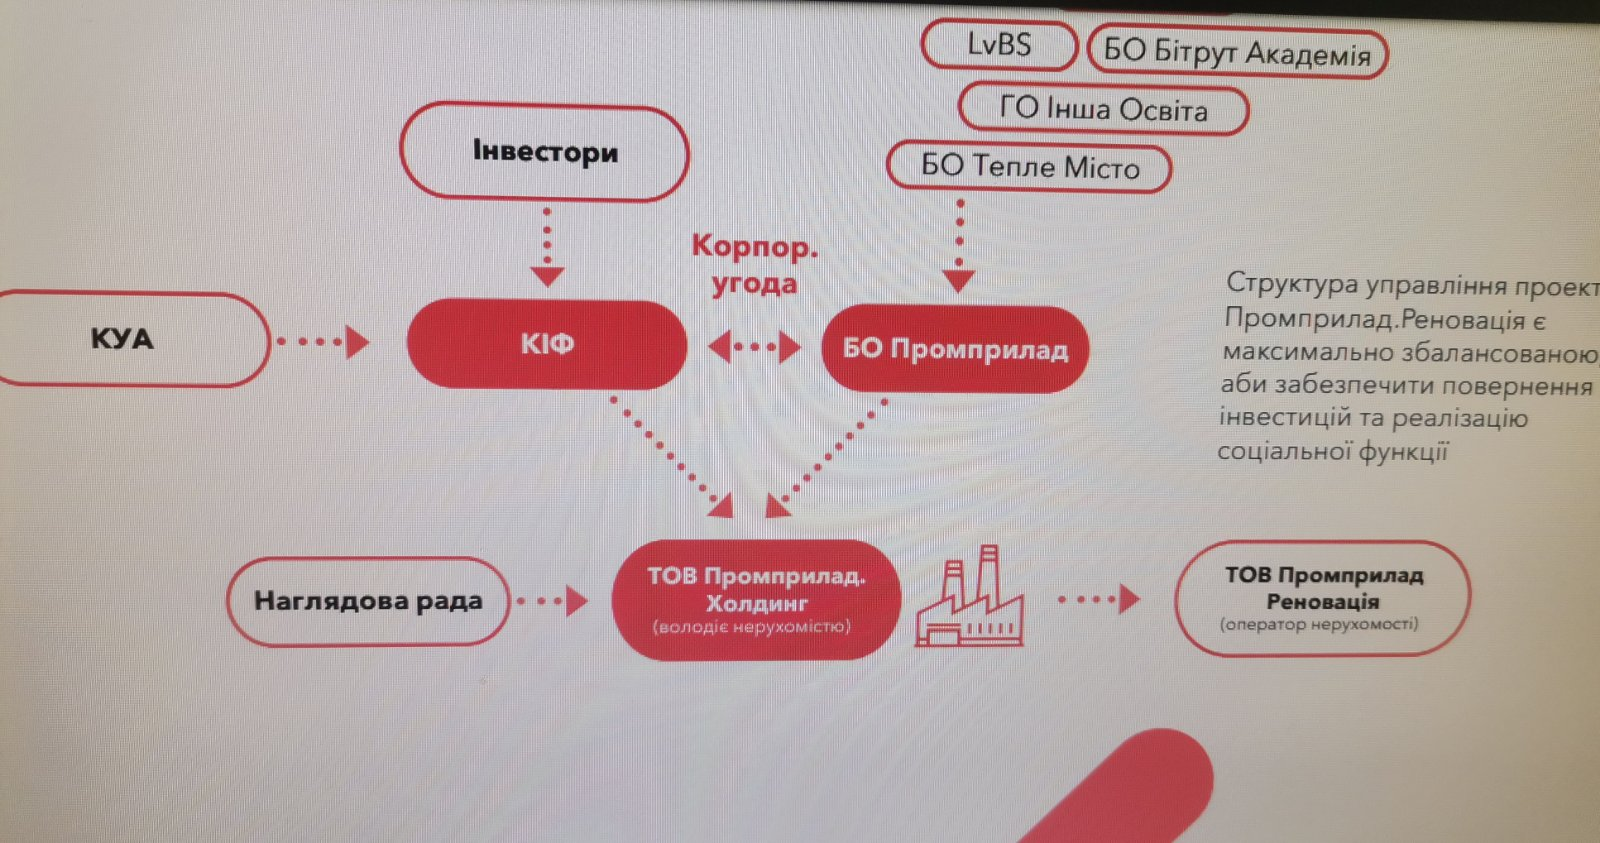 LvBS
БО Бітрут Академія
ГО Інша Освіта
БО Тепле Місто
Інвестори
Корпор.
угода
КУА
КІФ
БО Промприлад
Структура управління проект
Промприлад.Реновація є
максимально збалансованою,
аби забезпечити повернення
інвестицій та реалізацію
соціальної функції
Наглядова рада
ТОВ Промприлад.
Холдинг
(володіє нерухомістю)
ТОВ Промприлад
Реновація
(оператор нерухомості)